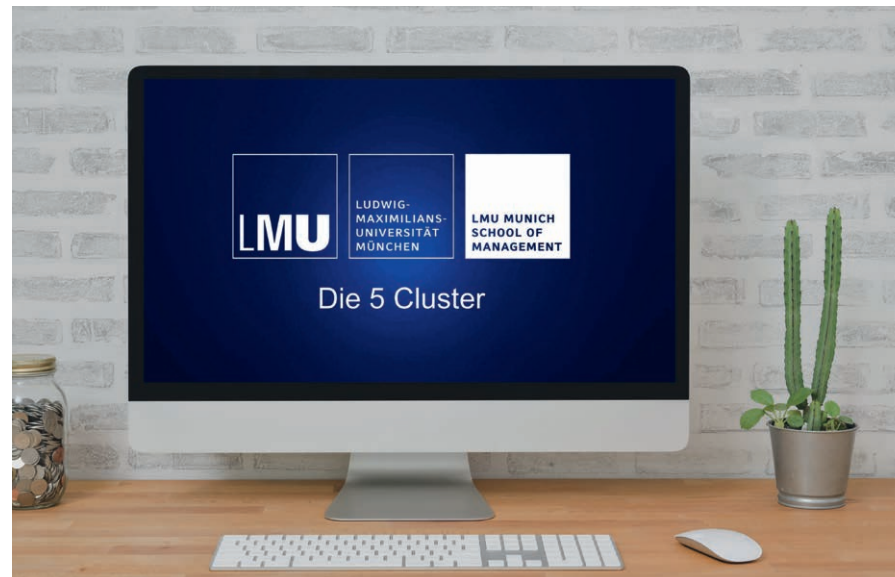 LMU
LUDWIG-
MAXIMILIANS-
UNIVERSITÄT
MÜNCHEN
LMU MUNICH
SCHOOL OF
MANAGEMENT
Die 5 Cluster